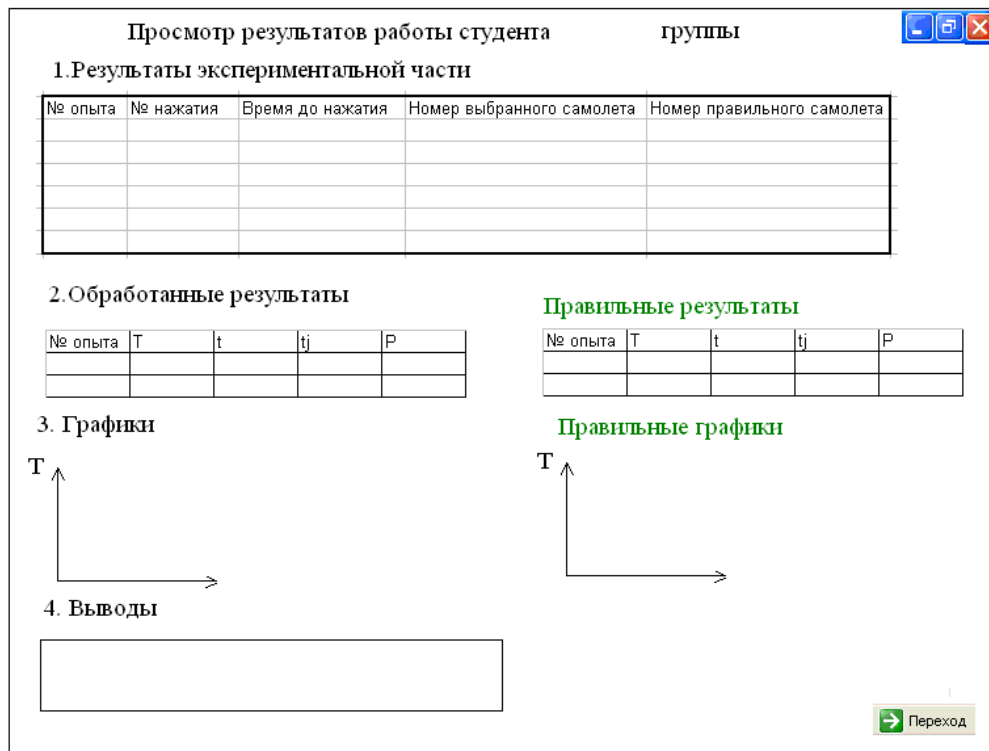 Просмотр результатов работы студента группы
1.Результаты экспериментальной части
№ опыта № нажатия Время до нажатия Номер выбранного самолета Номер правильного самолета
2.Обработанные результаты
Правильные результаты
№ опыта T t tj P
№ опыта T t tj P
3. Графики
Правильные графики
T
T
4. Выводы
Переход